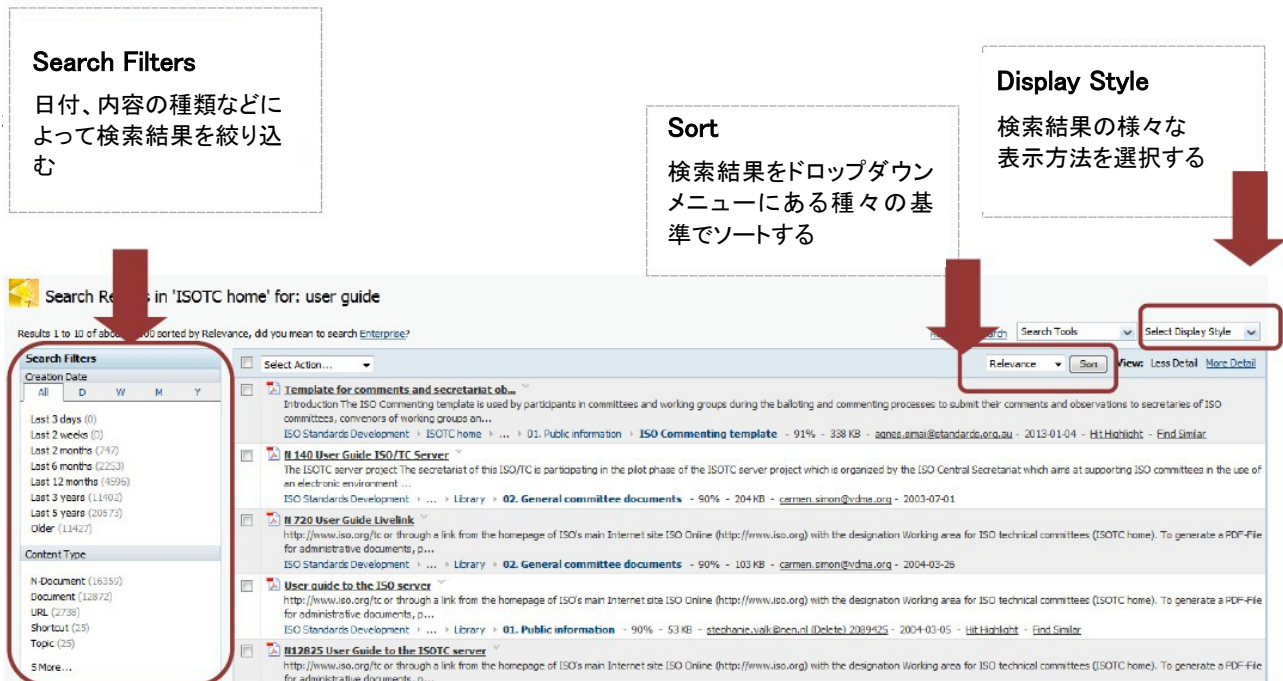 Search Filters
日付、内容の種類などに
よって検索結果を絞り込
む
Sort
検索結果をドロップダウン
メニューにある種々の基
準でソートする
Display Style
検索結果の様々な
表示方法を選択する
Search in 'ISOTC home' for: user guide
Results 1 to 10 of sorted by Relevance, did you mean to search Enterprise?
Search Tools
Select Display Style
Search Filters
Select Action...
Relevance Sort View: Less Detail More Detail
Creation Date
All D W M Y
Last 3 days (0)
Last 2 weeks (0)
Last 2 months (747)
Last 6 months (2253)
Last 12 months (4596)
Last 3 years (11402)
Last 5 years (20573)
Older (11427)
Content Type
N-Document (16359)
Document (12872)
URL (2738)
Shortcut (25)
Topic (25)
5 More...
Template for comments and secretariat ob...
Introduction The ISO Commenting template is used by participants in committees and working groups during the balloting and commenting processes to submit their comments and observations to secretaries of ISO
committees, convenors of working groups an...
ISO Standards Development › ISOTC home › ... › 01. Public information › ISO Commenting template - 91% - 338 KB - agnes.simai@standards.org.au - 2013-01-04 - Hit Highlight - Find Similar
N 140 User Guide ISO/TC Server
The ISOTC server project The secretariat of this ISO/TC is participating in the pilot phase of the ISOTC server project which is organized by the ISO Central Secretariat which aims at supporting ISO committees in the use of
an electronic environment ...
ISO Standards Development › ... › Library › 02. General committee documents - 90% - 204 KB - carmen.simon@vdma.org - 2003-07-01
N 720 User Guide Livelink
http://www.iso.org/tc or through a link from the homepage of ISO's main Internet site ISO Online (http://www.iso.org) with the designation Working area for ISO technical committees (ISOTC home). To generate a PDF-File
for administrative documents, p...
ISO Standards Development › ... › Library › 02. General committee documents - 90% - 103 KB - carmen.simon@vdma.org - 2004-03-26
User guide to the ISO server
http://www.iso.org/tc or through a link from the homepage of ISO's main Internet site ISO Online (http://www.iso.org) with the designation Working area for ISO technical committees (ISOTC home). To generate a PDF-File
for administrative documents, p...
ISO Standards Development › ... › Library › 01. Public information - 90% - 53 KB - stephanie.valk@nen.nl (Delete) 2089425 - 2004-03-05 - Hit Highlight - Find Similar
N12825 User Guide to the ISOTC server
http://www.iso.org/tc or through a link from the homepage of ISO's main Internet site ISO Online (http://www.iso.org) with the designation Working area for ISO technical committees (ISOTC home). To generate a PDF-File
for administrative documents, p...